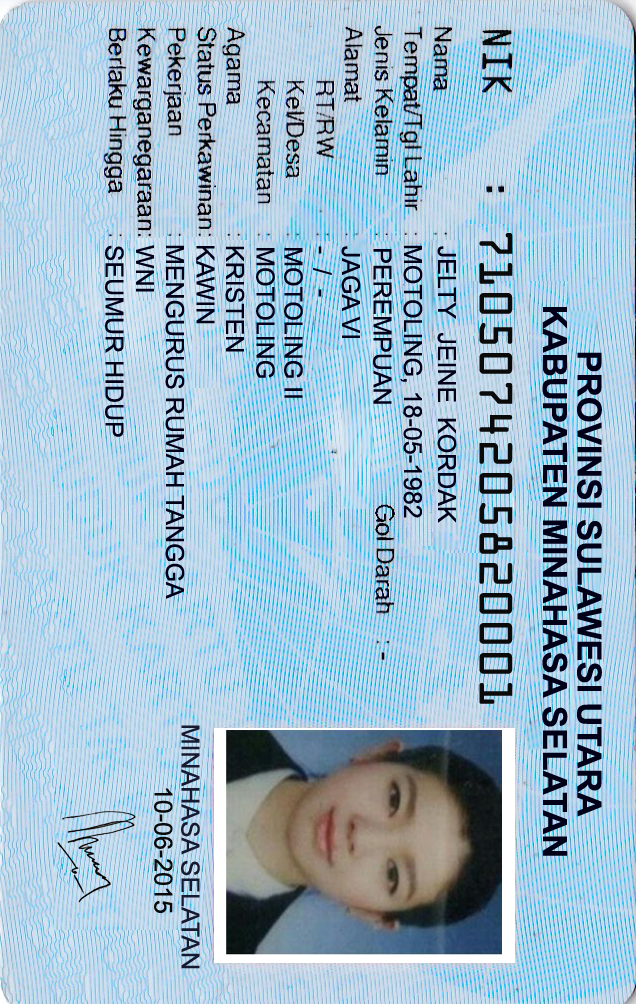 PROVINSI SULAWESI UTARA
KABUPATEN MINAHASA SELATAN
NIK : 7105074205820001
Nama : JELTY JEINE KORDAK
Tempat/Tgl Lahir : MOTOLING, 18-05-1982
Jenis Kelamin : PEREMPUAN Gol Darah : -
Alamat : JAGA VI
RT/RW : - / -
Kel/Desa : MOTOLING II
Kecamatan : MOTOLING
Agama : KRISTEN
Status Perkawinan: KAWIN
Pekerjaan : MENGURUS RUMAH TANGGA
Kewarganegaraan: WNI
Berlaku Hingga : SEUMUR HIDUP
MINAHASA SELATAN
10-06-2015